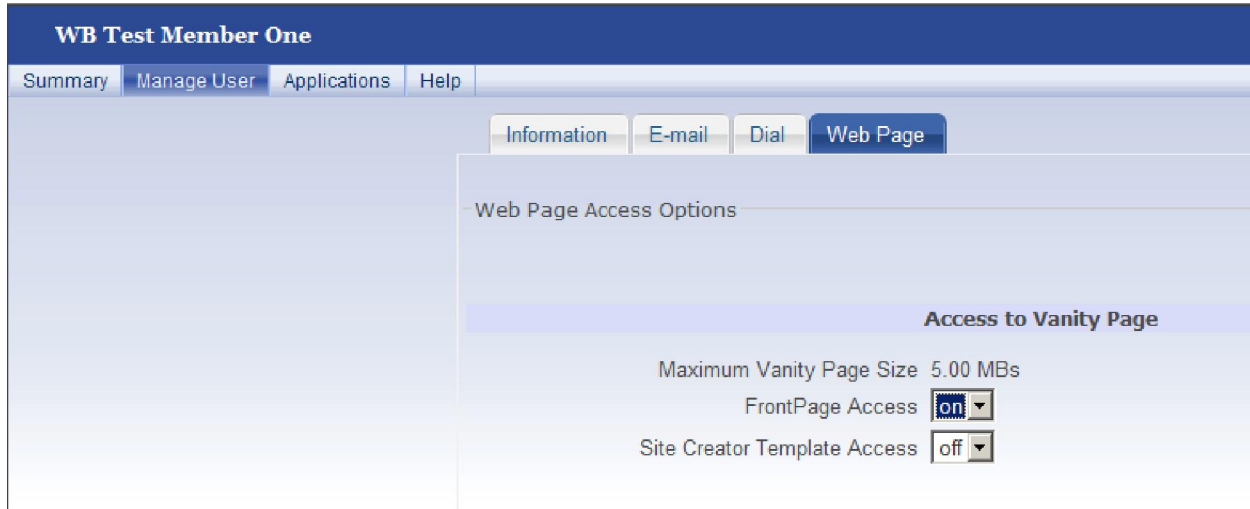 WB Test Member One
Summary Manage User Applications Help
Information E-mail Dial Web Page
Web Page Access Options
Access to Vanity Page
Maximum Vanity Page Size 5.00 MBs
FrontPage Access on
Site Creator Template Access off